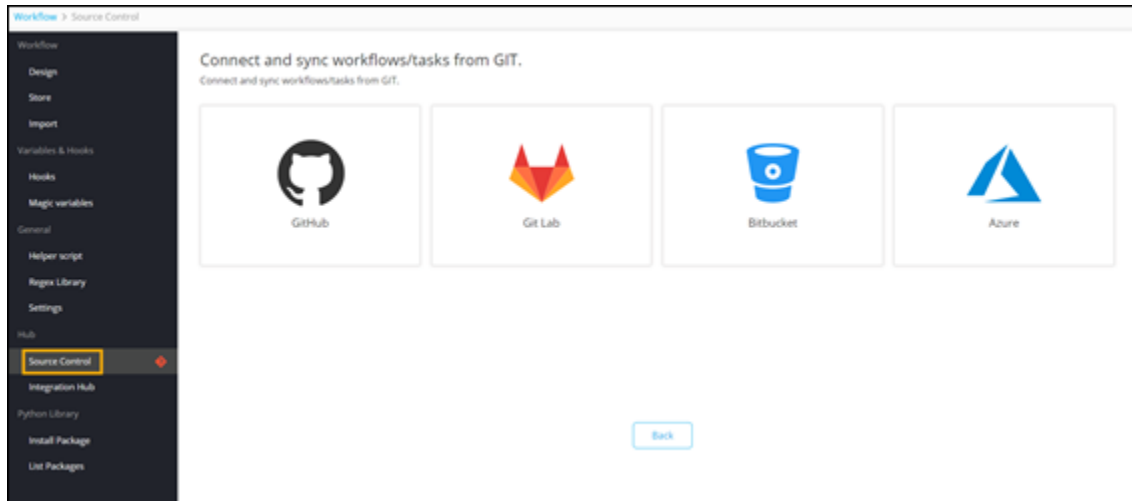 Workflow > Source Control
Workflow
Design
Store
Import
Variables & Hooks
Hooks
Magic variables
General
Helper script
Regex Library
Settings
Hub
Source Control
Integration Hub
Python Library
Install Package
List Packages
Connect and sync workflows/tasks from GIT.
Connect and sync workflows/tasks from GIT.
GitHub
Git Lab
Bitbucket
Azure
Back